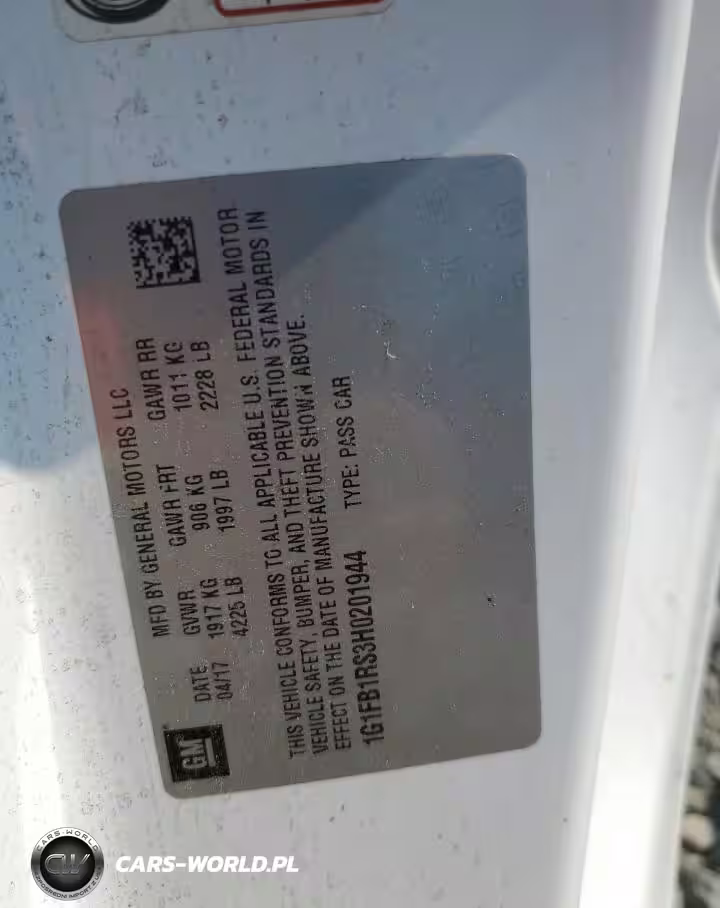 MFD BY GENERAL MOTORS LLC
DATE GVWR GAWR FRT GAWR RR
04/17 1917 KG 906 KG 1011 KG
4225 LB 1997 LB 2228 LB
THIS VEHICLE CONFORMS TO ALL APPLICABLE U.S. FEDERAL MOTOR
VEHICLE SAFETY, BUMPER, AND THEFT PREVENTION STANDARDS IN
EFFECT ON THE DATE OF MANUFACTURE SHOWN ABOVE.
1G1FB1RS3H0201944 TYPE: PASS CAR
GM
CARS-WORLD
CW
CARS-WORLD.PL